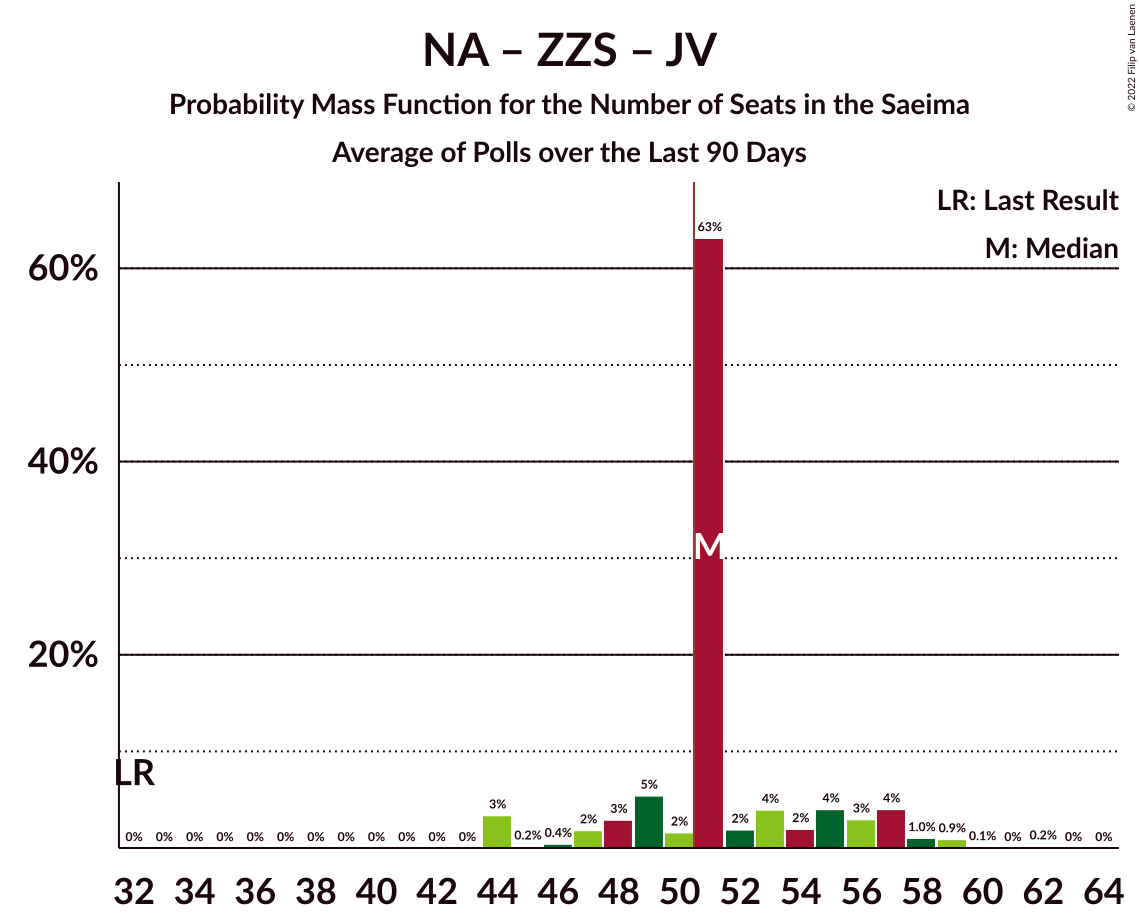 NA – ZZS – JV
Probability Mass Function for the Number of Seats in the Saeima
Average of Polls over the Last 90 Days
© 2022 Filip van Laenen
LR: Last Result
M: Median
60%
40%
20%
63%
M
LR
0% 0% 0% 0% 0% 0% 0% 0% 0% 0% 0% 0% 3% 0.2% 0.4% 2% 3% 5% 2% 2% 4% 2% 4% 3% 4% 1.0% 0.9% 0.1% 0% 0.2% 0% 0%
32 34 36 38 40 42 44 46 48 50 52 54 56 58 60 62 64